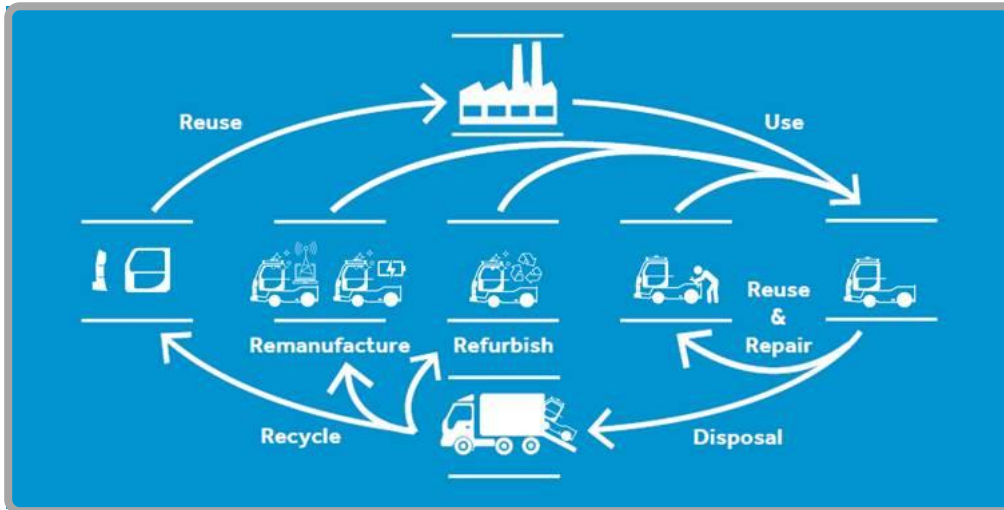 Reuse
Use
Reuse
&
Repair
Remanufacture
Refurbish
Recycle
Disposal